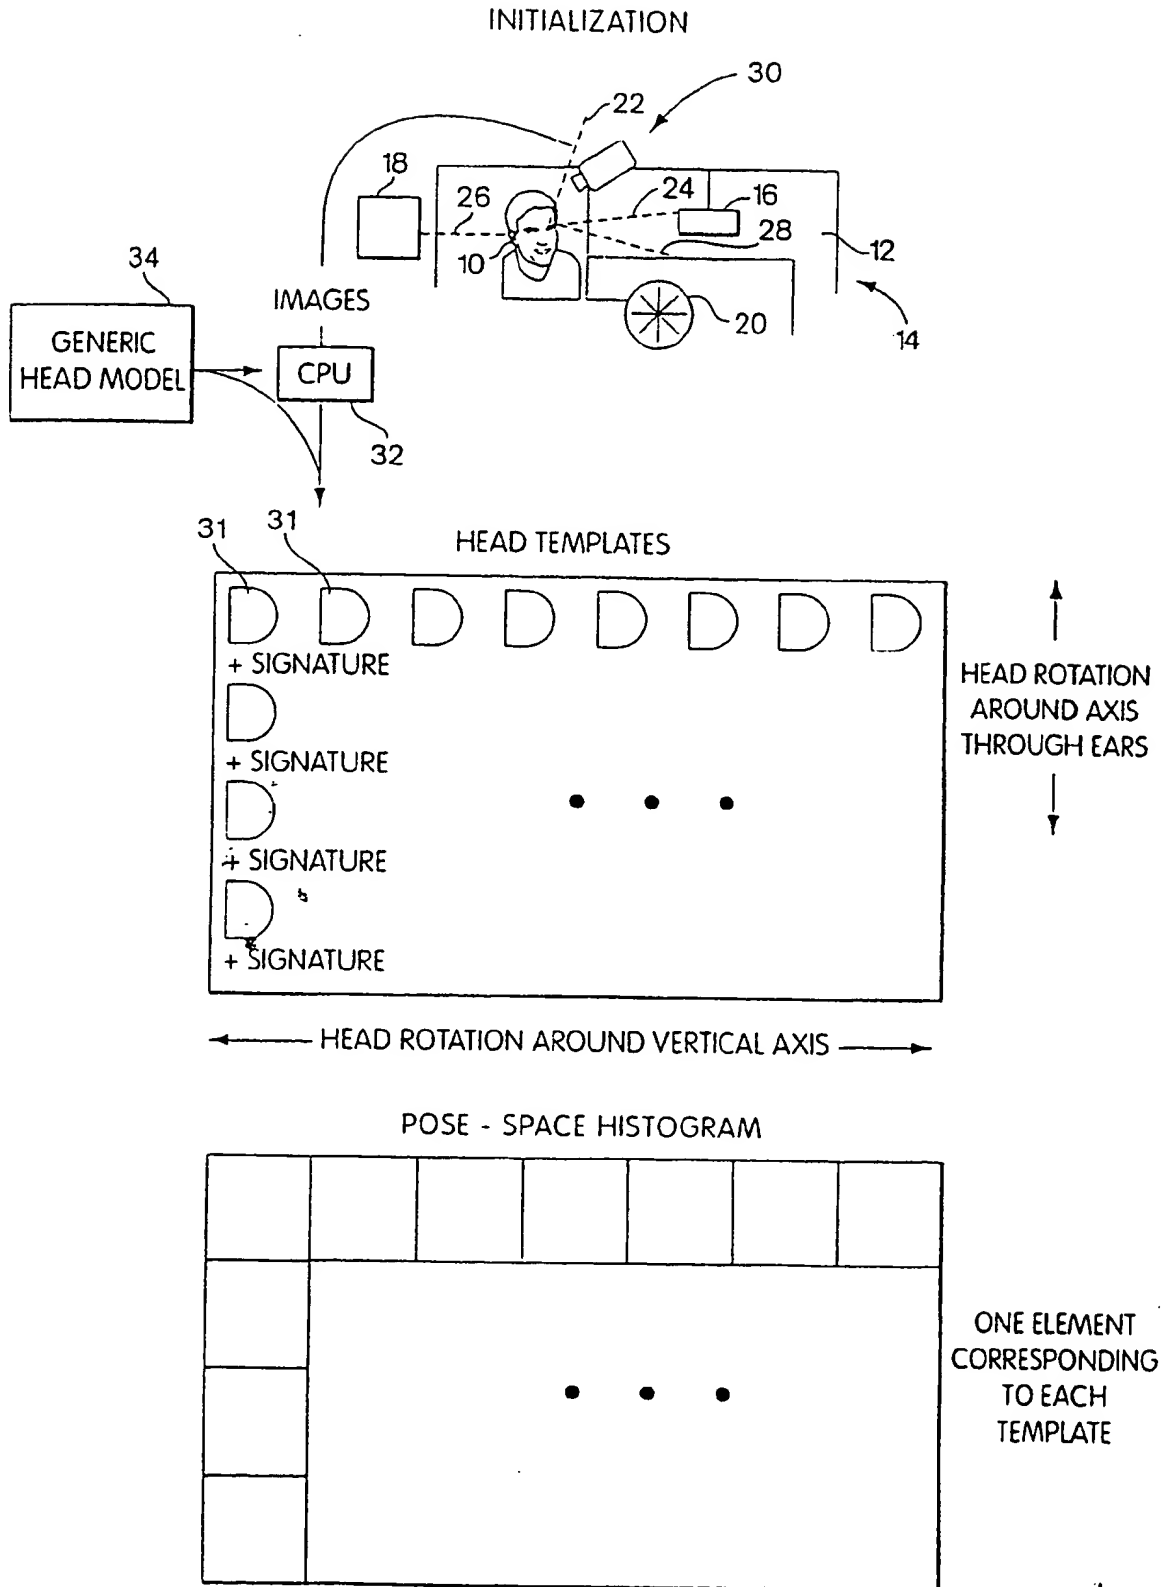 INITIALIZATION
30
22
18
26
24
16
10
28
12
34
IMAGES
20
14
GENERIC
HEAD MODEL
CPU
32
31
31
HEAD TEMPLATES
+ SIGNATURE
+ SIGNATURE
+ SIGNATURE
+ SIGNATURE
HEAD ROTATION
AROUND AXIS
THROUGH EARS
HEAD ROTATION AROUND VERTICAL AXIS
POSE - SPACE HISTOGRAM
ONE ELEMENT
CORRESPONDING
TO EACH
TEMPLATE